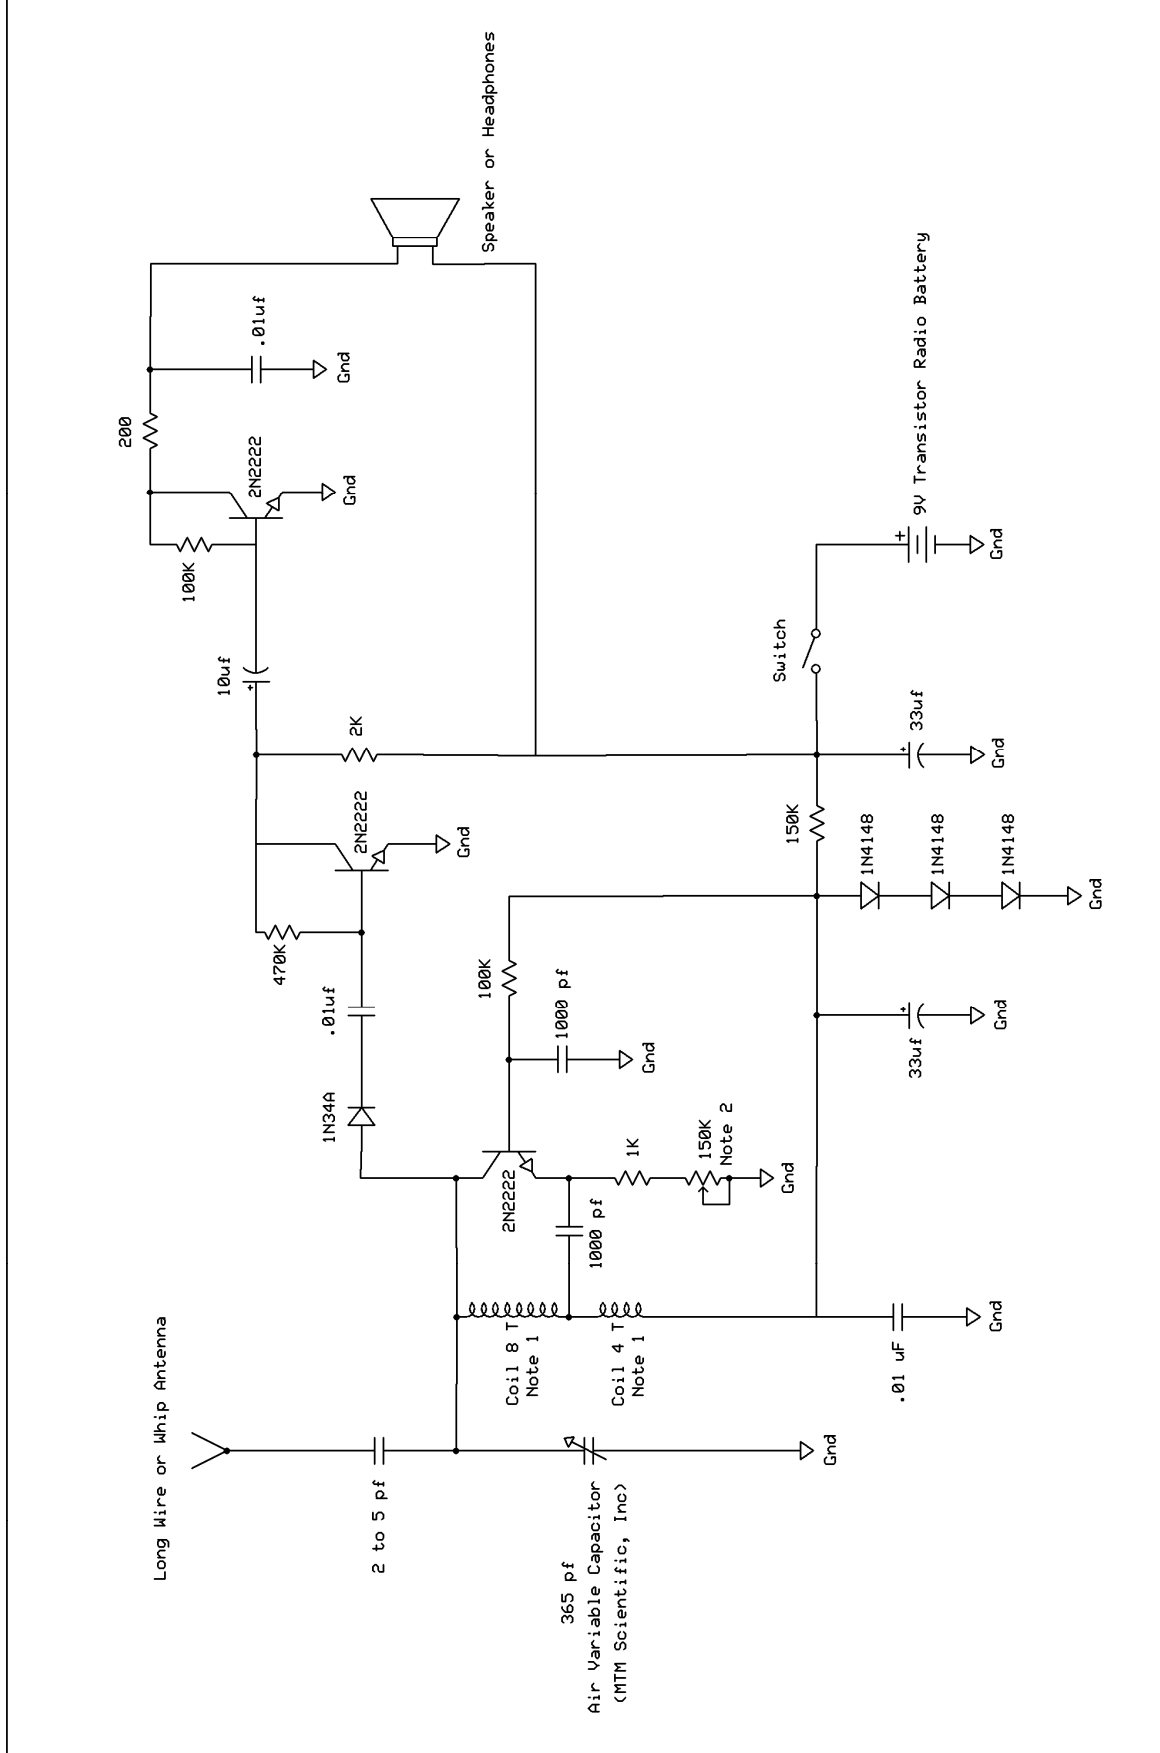 Long Wire or Whip Antenna
2 to 5 pf
365 pf
Air Variable Capacitor
(MTM Scientific, Inc)
Gnd
Coil 8 T
Note 1
Coil 4 T
Note 1
.01 uF
Gnd
1N34A
2N2222
1000 pf
1K
150K
Note 2
Gnd
.01uf
470K
100K
1000 pf
Gnd
33uf
Gnd
2N2222
Gnd
150K
1N4148
1N4148
1N4148
Gnd
10uf
2K
Switch
33uf
Gnd
100K
200
2N2222
Gnd
.01uf
Gnd
9V Transistor Radio Battery
+
Gnd
Speaker or Headphones